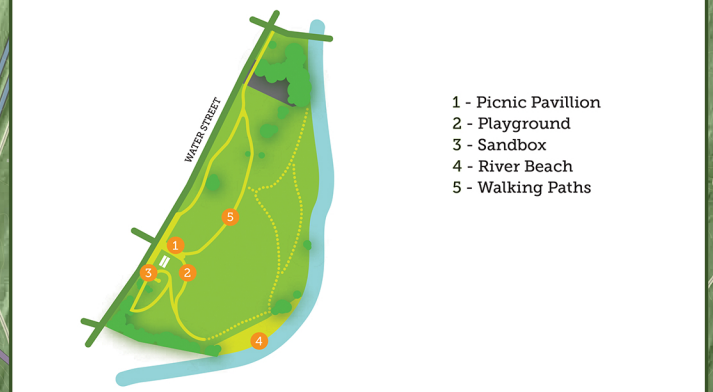 WATER STREET
5
1
3
2
4
1 - Picnic Pavillion
2 - Playground
3 - Sandbox
4 - River Beach
5 - Walking Paths